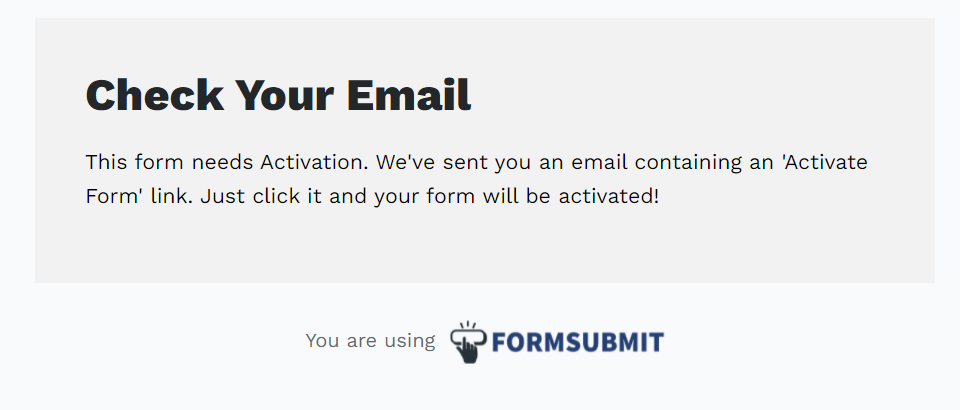 Check Your Email
This form needs Activation. We've sent you an email containing an 'Activate
Form' link. Just click it and your form will be activated!
You are using FORMSUBMIT